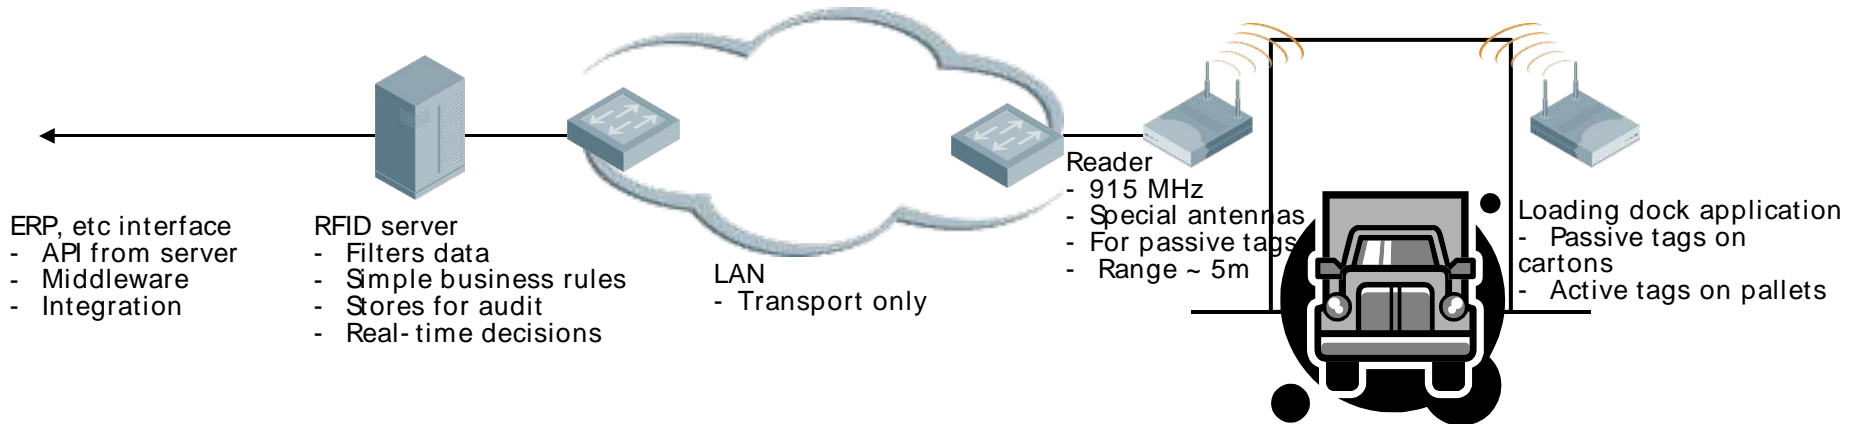 ERP, etc interface
- API from server
- Middleware
- Integration
RFID server
- Filters data
- Simple business rules
- Stores for audit
- Real-time decisions
LAN
- Transport only
Reader
- 915 MHz
- Special antennas
- For passive tags
- Range ~ 5m
Loading dock application
- Passive tags on
cartons
- Active tags on pallets